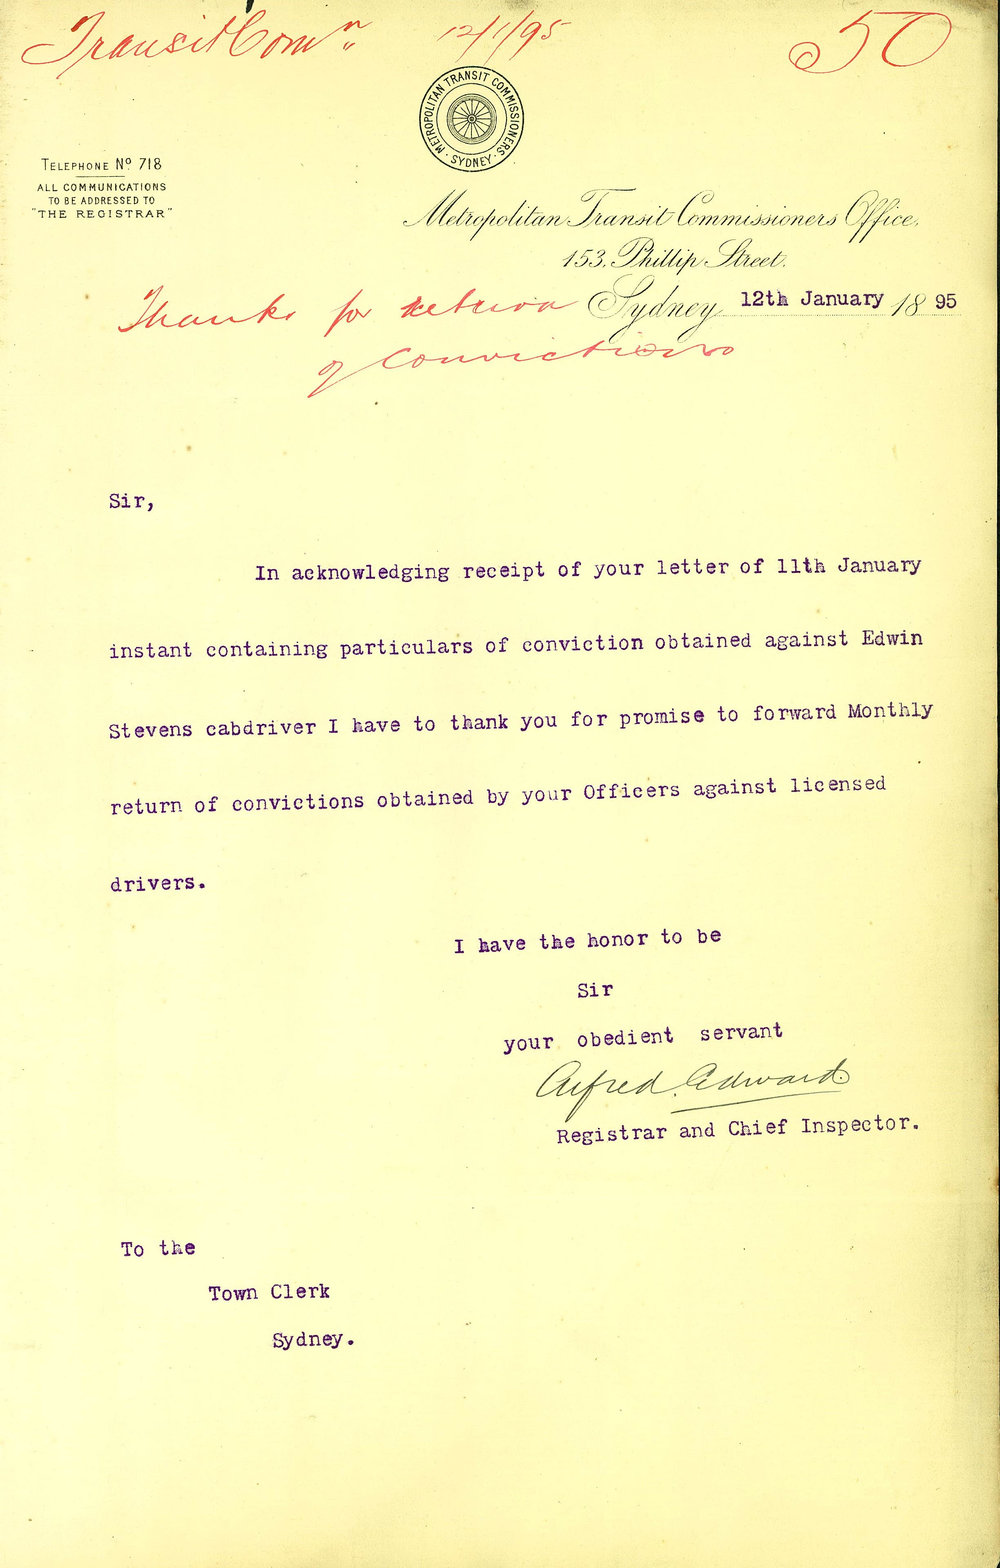 Transit Comn 12/1/95 50
METROPOLITAN TRANSIT COMMISSIONERS
· SYDNEY ·
TELEPHONE No. 718
ALL COMMUNICATIONS
TO BE ADDRESSED TO
"THE REGISTRAR"
Metropolitan Transit Commissioners Office,
153, Phillip Street.
Sydney 12th January 1895
Thanks for return
of Convictions
Sir,
In acknowledging receipt of your letter of 11th January
instant containing particulars of conviction obtained against Edwin
Stevens cabdriver I have to thank you for promise to forward Monthly
return of convictions obtained by your Officers against licensed
drivers.
I have the honor to be
Sir
your obedient servant
Alfred Edward
Registrar and Chief Inspector.
To the
Town Clerk
Sydney.